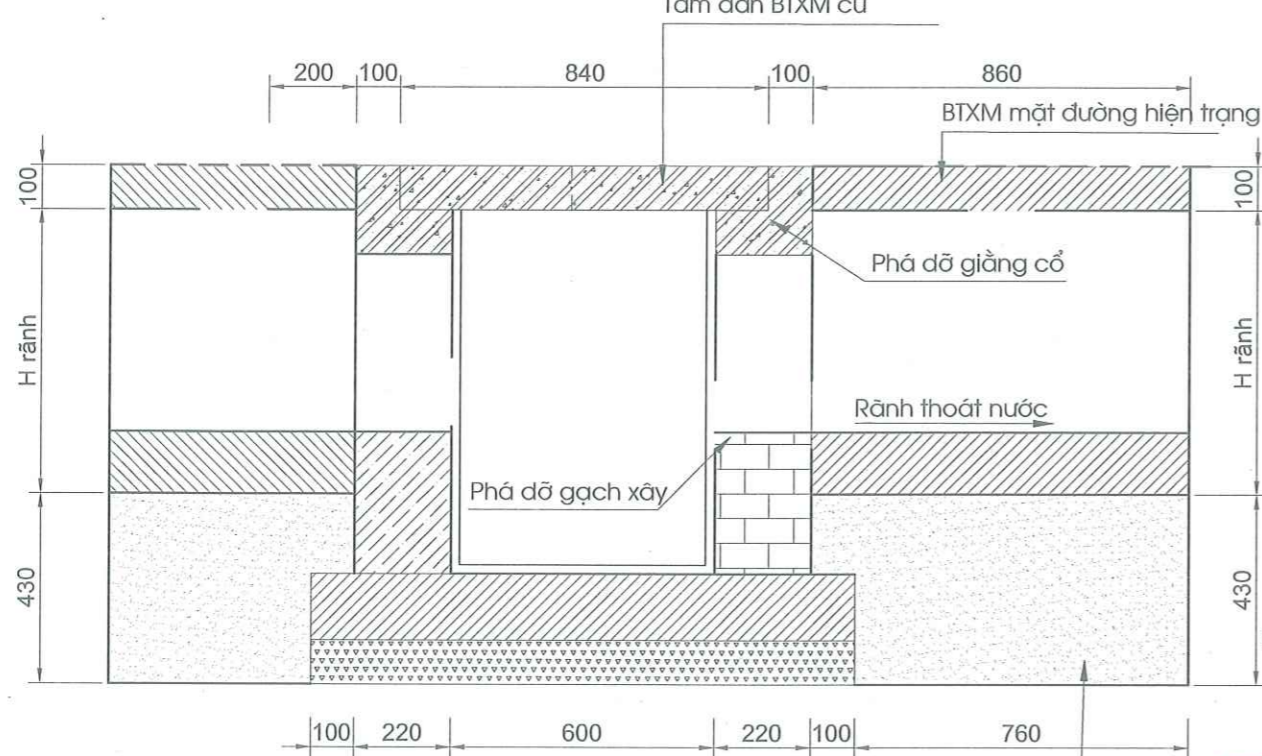 Tấm đan BTXM cũ
200 100 840 100 860
BTXM mặt đường hiện trạng
100
100
Phá dỡ giằng cổ
H rãnh
H rãnh
Rãnh thoát nước
Phá dỡ gạch xây
430
430
100 220 600 220 100 760